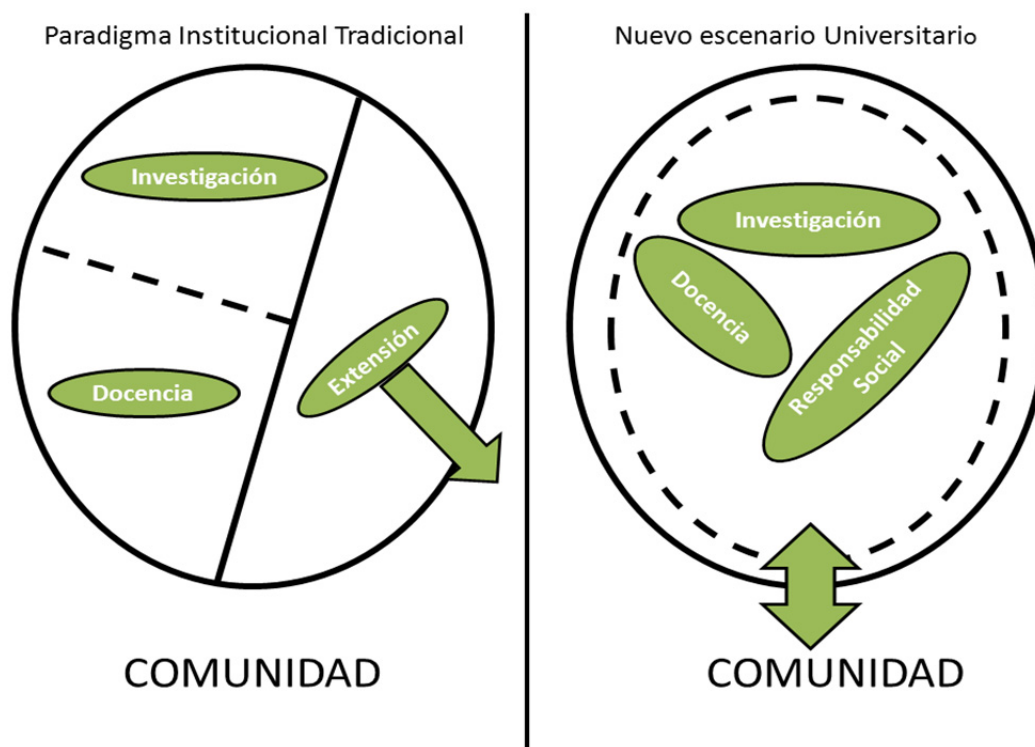 Paradigma Institucional Tradicional
Investigación
Docencia
Extensión
COMUNIDAD
Nuevo escenario Universitario
Investigación
Docencia
Responsabilidad
Social
COMUNIDAD